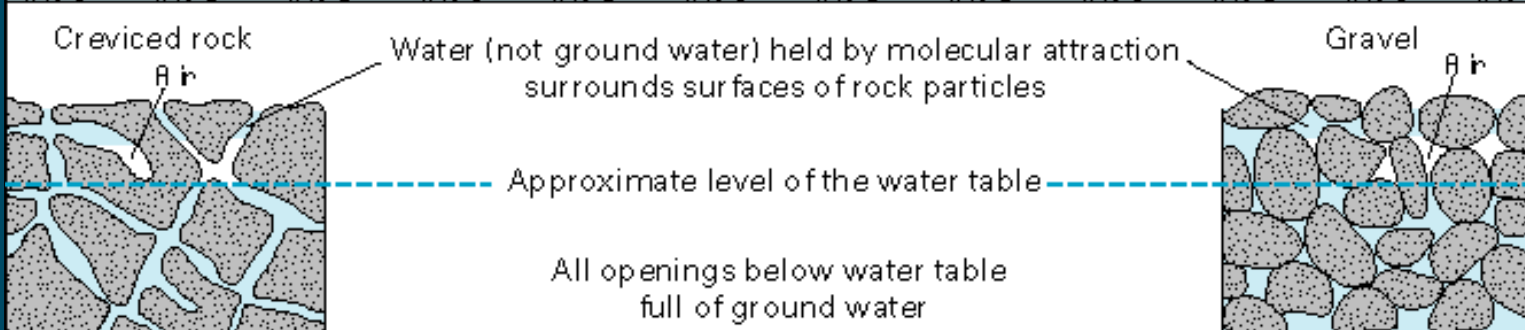 Creviced rock
Air
Water (not ground water) held by molecular attraction
surrounds surfaces of rock particles
Gravel
Air
Approximate level of the water table
All openings below water table
full of ground water